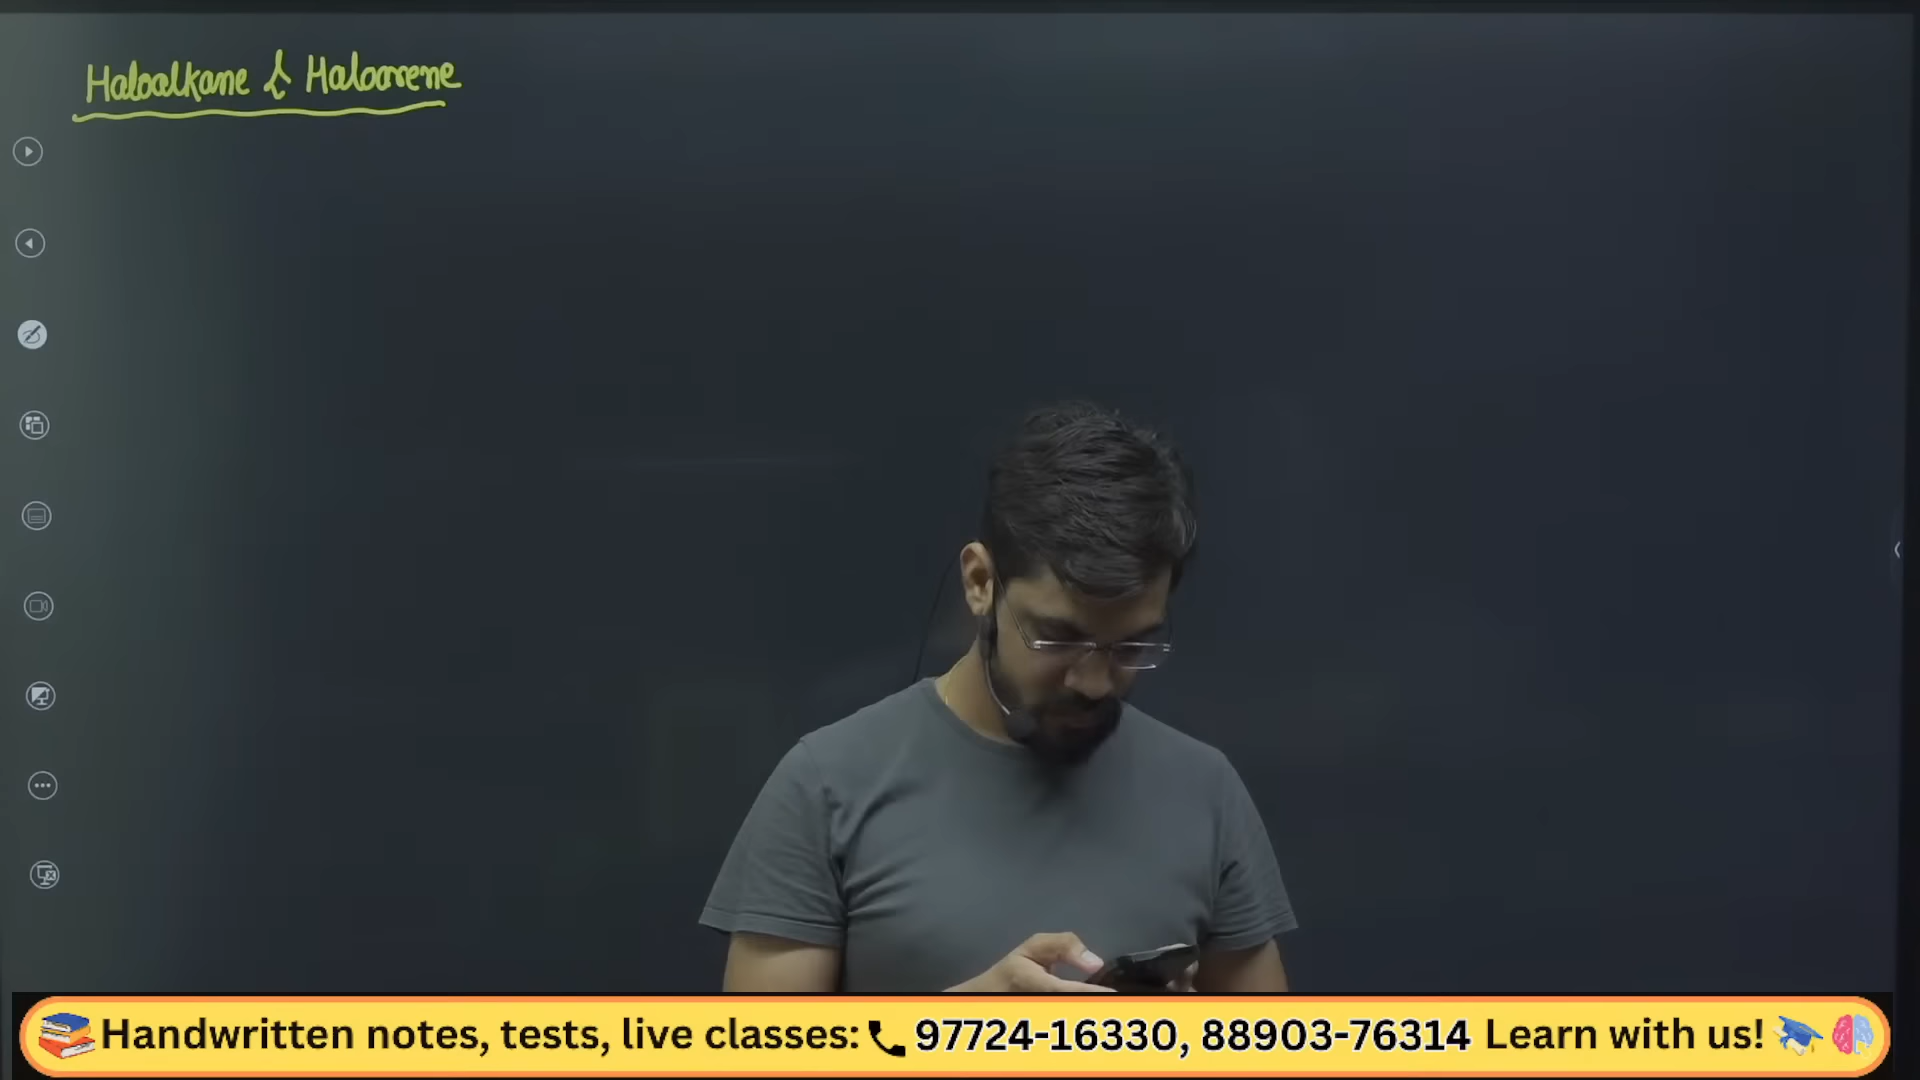 Haloalkane & Haloarene
Handwritten notes, tests, live classes: 97724-16330, 88903-76314 Learn with us!